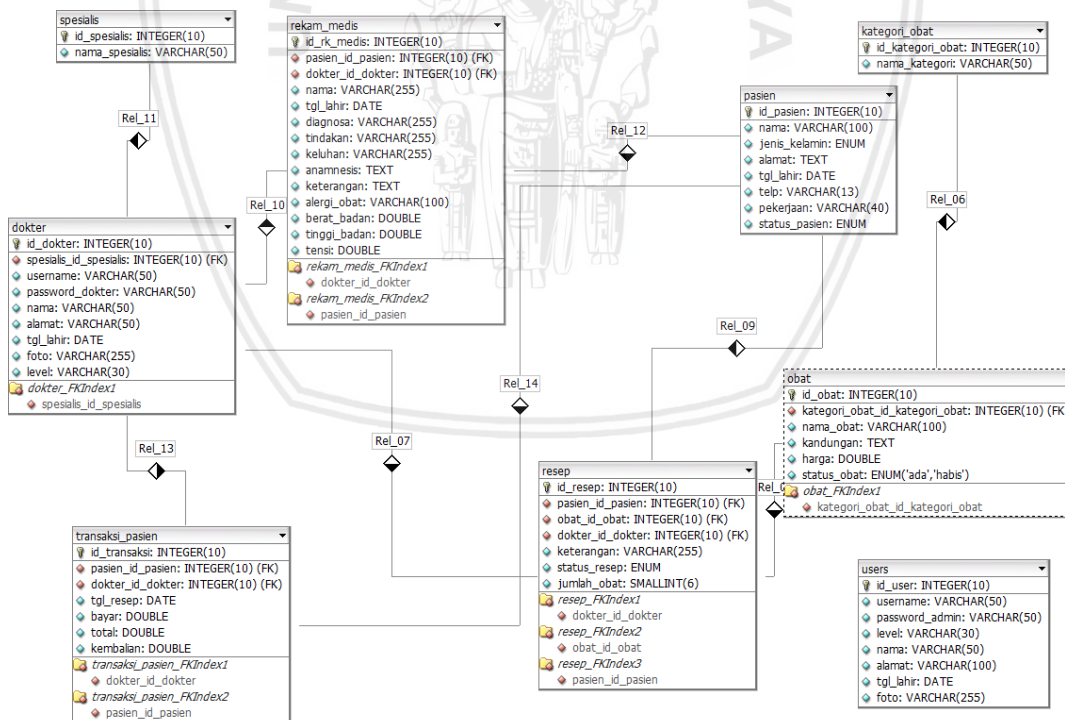 spesialis
id_spesialis: INTEGER(10)
nama_spesialis: VARCHAR(50)
Rel_11
rekam_medis
id_rk_medis: INTEGER(10)
pasien_id_pasien: INTEGER(10) (FK)
dokter_id_dokter: INTEGER(10) (FK)
nama: VARCHAR(255)
tgl_lahir: DATE
diagnosa: VARCHAR(255)
tindakan: VARCHAR(255)
keluhan: VARCHAR(255)
anamnesis: TEXT
keterangan: TEXT
alergi_obat: VARCHAR(100)
berat_badan: DOUBLE
tinggi_badan: DOUBLE
tensi: DOUBLE
rekam_medis_FKIndex1
dokter_id_dokter
rekam_medis_FKIndex2
pasien_id_pasien
Rel_10
Rel_12
kategori_obat
id_kategori_obat: INTEGER(10)
nama_kategori: VARCHAR(50)
pasien
id_pasien: INTEGER(10)
nama: VARCHAR(100)
jenis_kelamin: ENUM
alamat: TEXT
tgl_lahir: DATE
telp: VARCHAR(13)
pekerjaan: VARCHAR(40)
status_pasien: ENUM
Rel_06
dokter
id_dokter: INTEGER(10)
spesialis_id_spesialis: INTEGER(10) (FK)
username: VARCHAR(50)
password_dokter: VARCHAR(50)
nama: VARCHAR(50)
alamat: VARCHAR(50)
tgl_lahir: DATE
foto: VARCHAR(255)
level: VARCHAR(30)
dokter_FKIndex1
spesialis_id_spesialis
Rel_09
Rel_14
Rel_07
Rel_13
obat
id_obat: INTEGER(10)
kategori_obat_id_kategori_obat: INTEGER(10) (FK
nama_obat: VARCHAR(100)
kandungan: TEXT
harga: DOUBLE
status_obat: ENUM('ada','habis')
obat_FKIndex1
kategori_obat_id_kategori_obat
resep
id_resep: INTEGER(10)
pasien_id_pasien: INTEGER(10) (FK)
obat_id_obat: INTEGER(10) (FK)
dokter_id_dokter: INTEGER(10) (FK)
keterangan: VARCHAR(255)
status_resep: ENUM
jumlah_obat: SMALLINT(6)
resep_FKIndex1
dokter_id_dokter
resep_FKIndex2
obat_id_obat
resep_FKIndex3
pasien_id_pasien
transaksi_pasien
id_transaksi: INTEGER(10)
pasien_id_pasien: INTEGER(10) (FK)
dokter_id_dokter: INTEGER(10) (FK)
tgl_resep: DATE
bayar: DOUBLE
total: DOUBLE
kembalian: DOUBLE
transaksi_pasien_FKIndex1
dokter_id_dokter
transaksi_pasien_FKIndex2
pasien_id_pasien
users
id_user: INTEGER(10)
username: VARCHAR(50)
password_admin: VARCHAR(50)
level: VARCHAR(30)
nama: VARCHAR(50)
alamat: VARCHAR(100)
tgl_lahir: DATE
foto: VARCHAR(255)